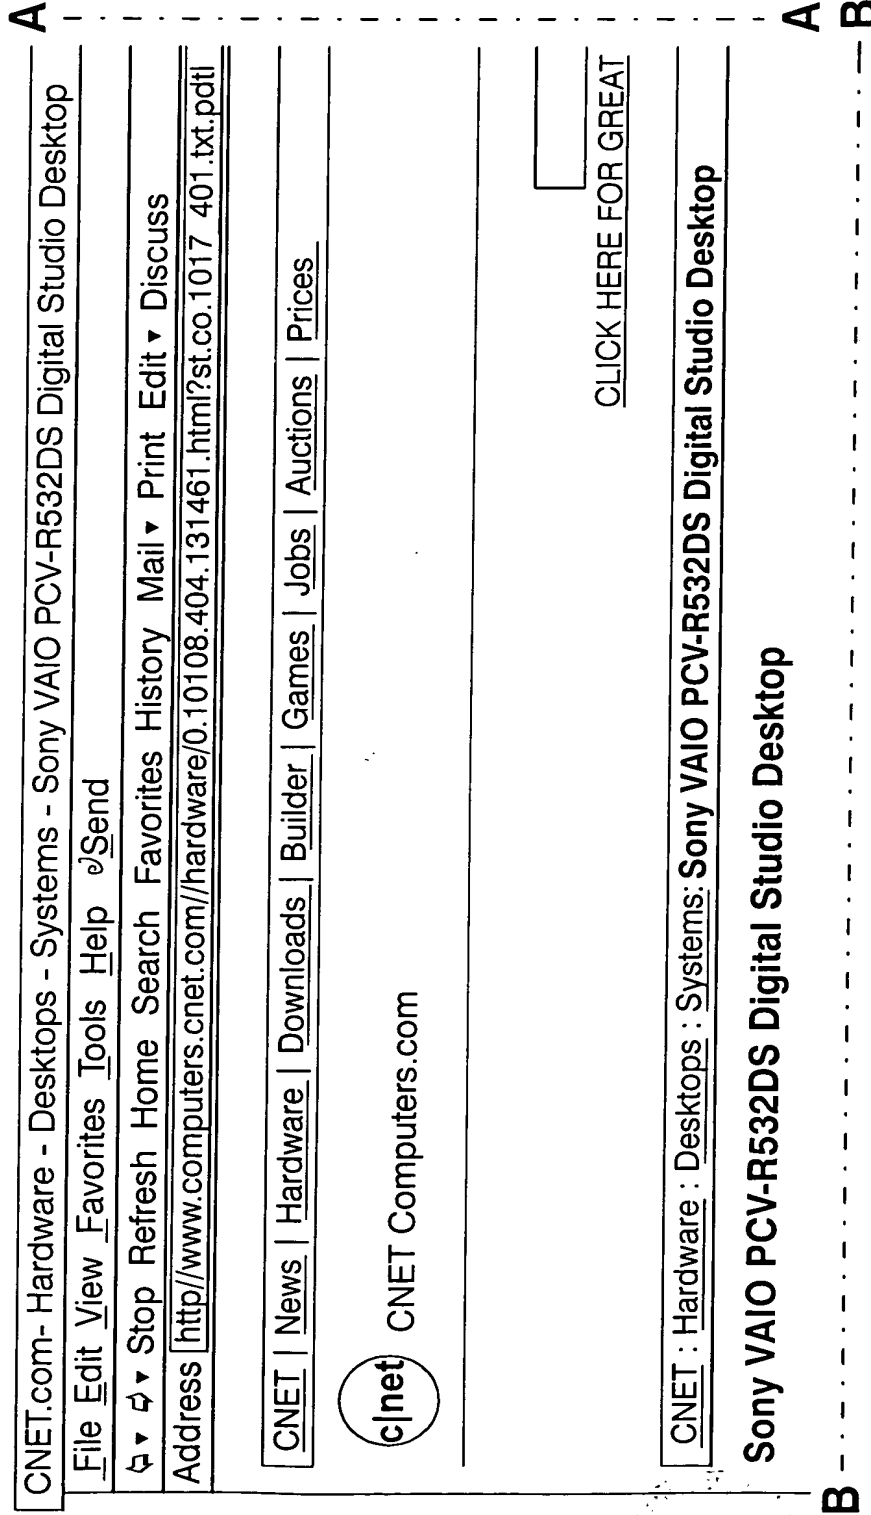 CNET.com- Hardware - Desktops - Systems - Sony VAIO PCV-R532DS Digital Studio Desktop
File Edit View Favorites Tools Help Send
Stop Refresh Home Search Favorites History Mail Print Edit Discuss
Address http//www.computers.cnet.com//hardware/0.10108.404.131461.html?st.co.1017 401.txt.pdtl
CNET | News | Hardware | Downloads | Builder | Games | Jobs | Auctions | Prices
c|net CNET Computers.com
CLICK HERE FOR GREAT
CNET : Hardware : Desktops : Systems: Sony VAIO PCV-R532DS Digital Studio Desktop
Sony VAIO PCV-R532DS Digital Studio Desktop
A
A
B
B